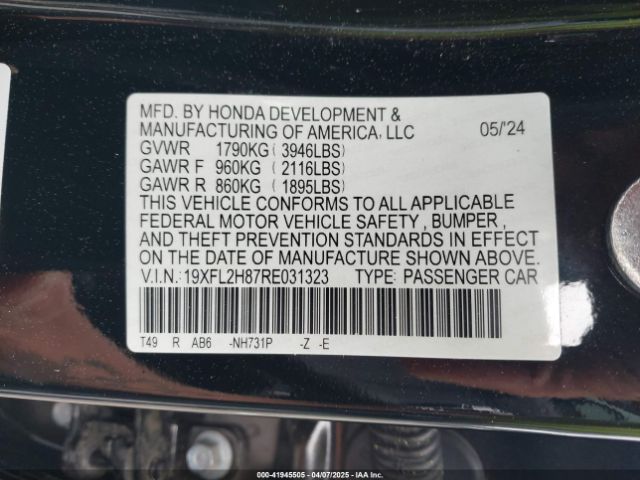 MFD. BY HONDA DEVELOPMENT &
MANUFACTURING OF AMERICA, LLC 05/'24
GVWR 1790KG ( 3946LBS)
GAWR F 960KG ( 2116LBS)
GAWR R 860KG ( 1895LBS)
THIS VEHICLE CONFORMS TO ALL APPLICABLE
FEDERAL MOTOR VEHICLE SAFETY , BUMPER ,
AND THEFT PREVENTION STANDARDS IN EFFECT
ON THE DATE OF MANUFACTURE SHOWN ABOVE.
V.I.N.: 19XFL2H87RE031323 TYPE: PASSENGER CAR
T49 R AB6 -NH731P -Z -E
000-41945505 - 04/07/2025 - IAA Inc.